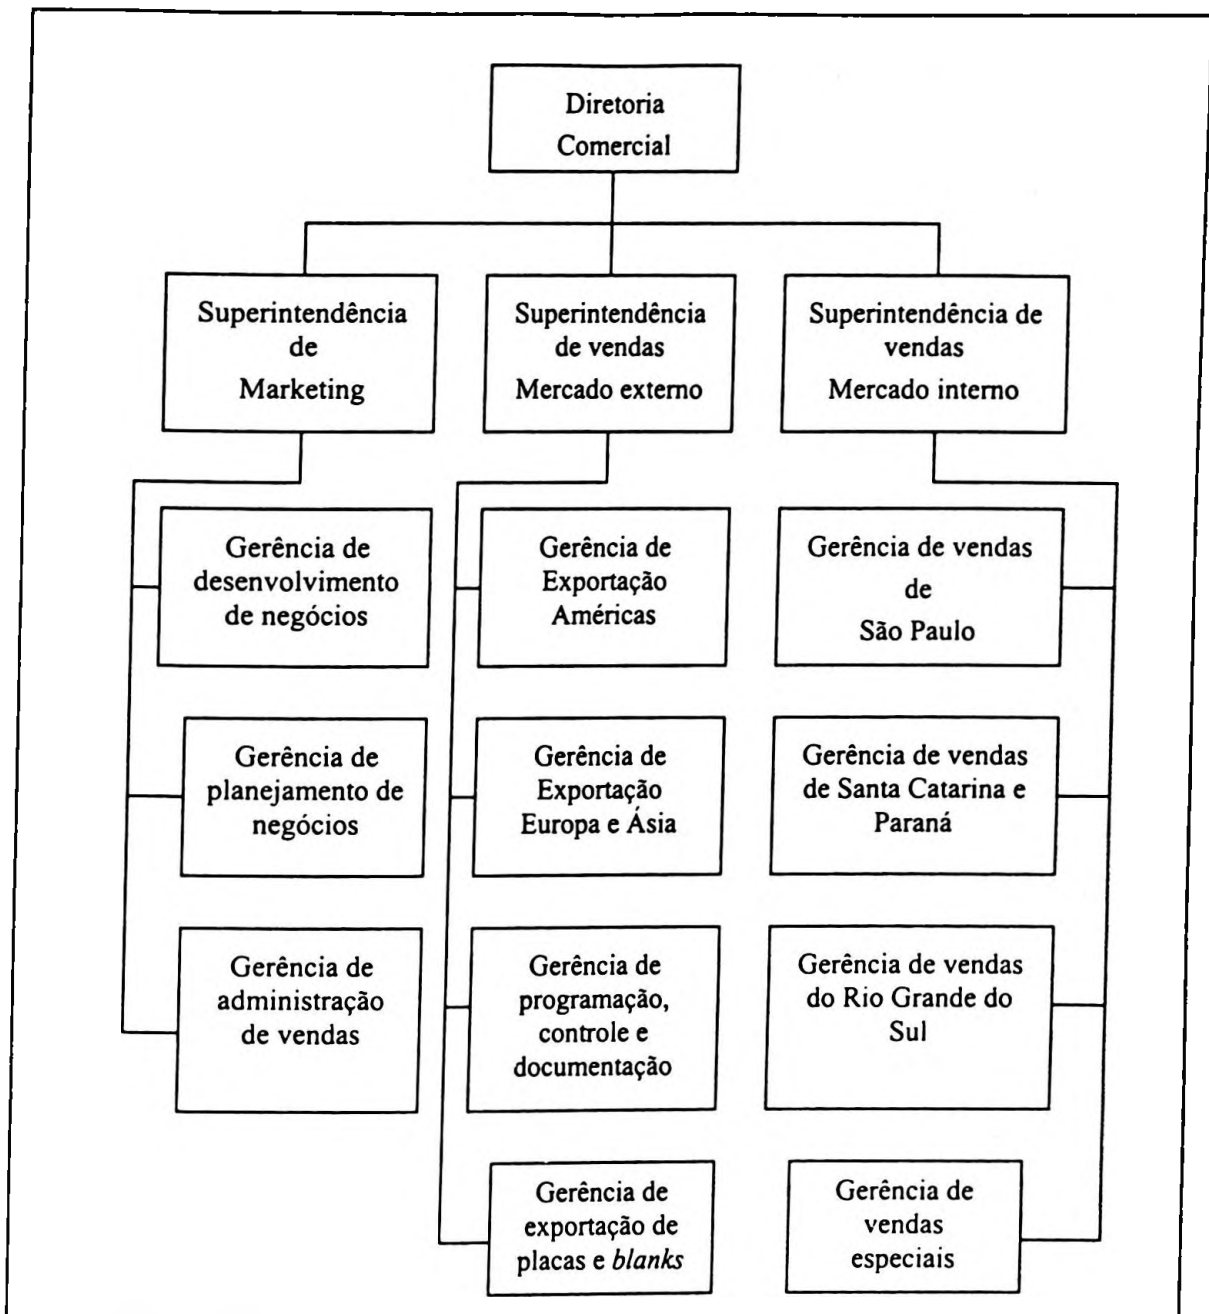 Diretoria
Comercial
Superintendência
de
Marketing
Superintendência
de vendas
Mercado externo
Superintendência de
vendas
Mercado interno
Gerência de
desenvolvimento
de negócios
Gerência de
planejamento de
negócios
Gerência de
administração
de vendas
Gerência de
Exportação
Américas
Gerência de
Exportação
Europa e Ásia
Gerência de
programação,
controle e
documentação
Gerência de
exportação de
placas e blanks
Gerência de vendas
de
São Paulo
Gerência de vendas
de Santa Catarina e
Paraná
Gerência de vendas
do Rio Grande do
Sul
Gerência de
vendas
especiais